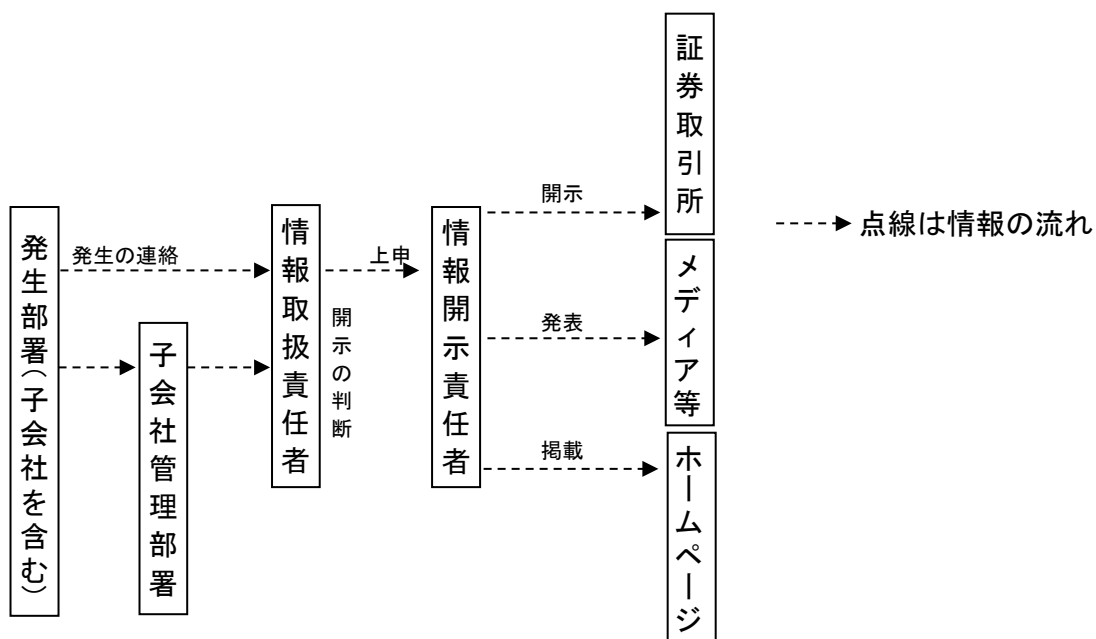 発生部署(子会社を含む)
発生の連絡
子会社管理部署
情報取扱責任者
上申
開示の判断
情報開示責任者
開示
発表
掲載
証券取引所
メディア等
ホームページ
点線は情報の流れ